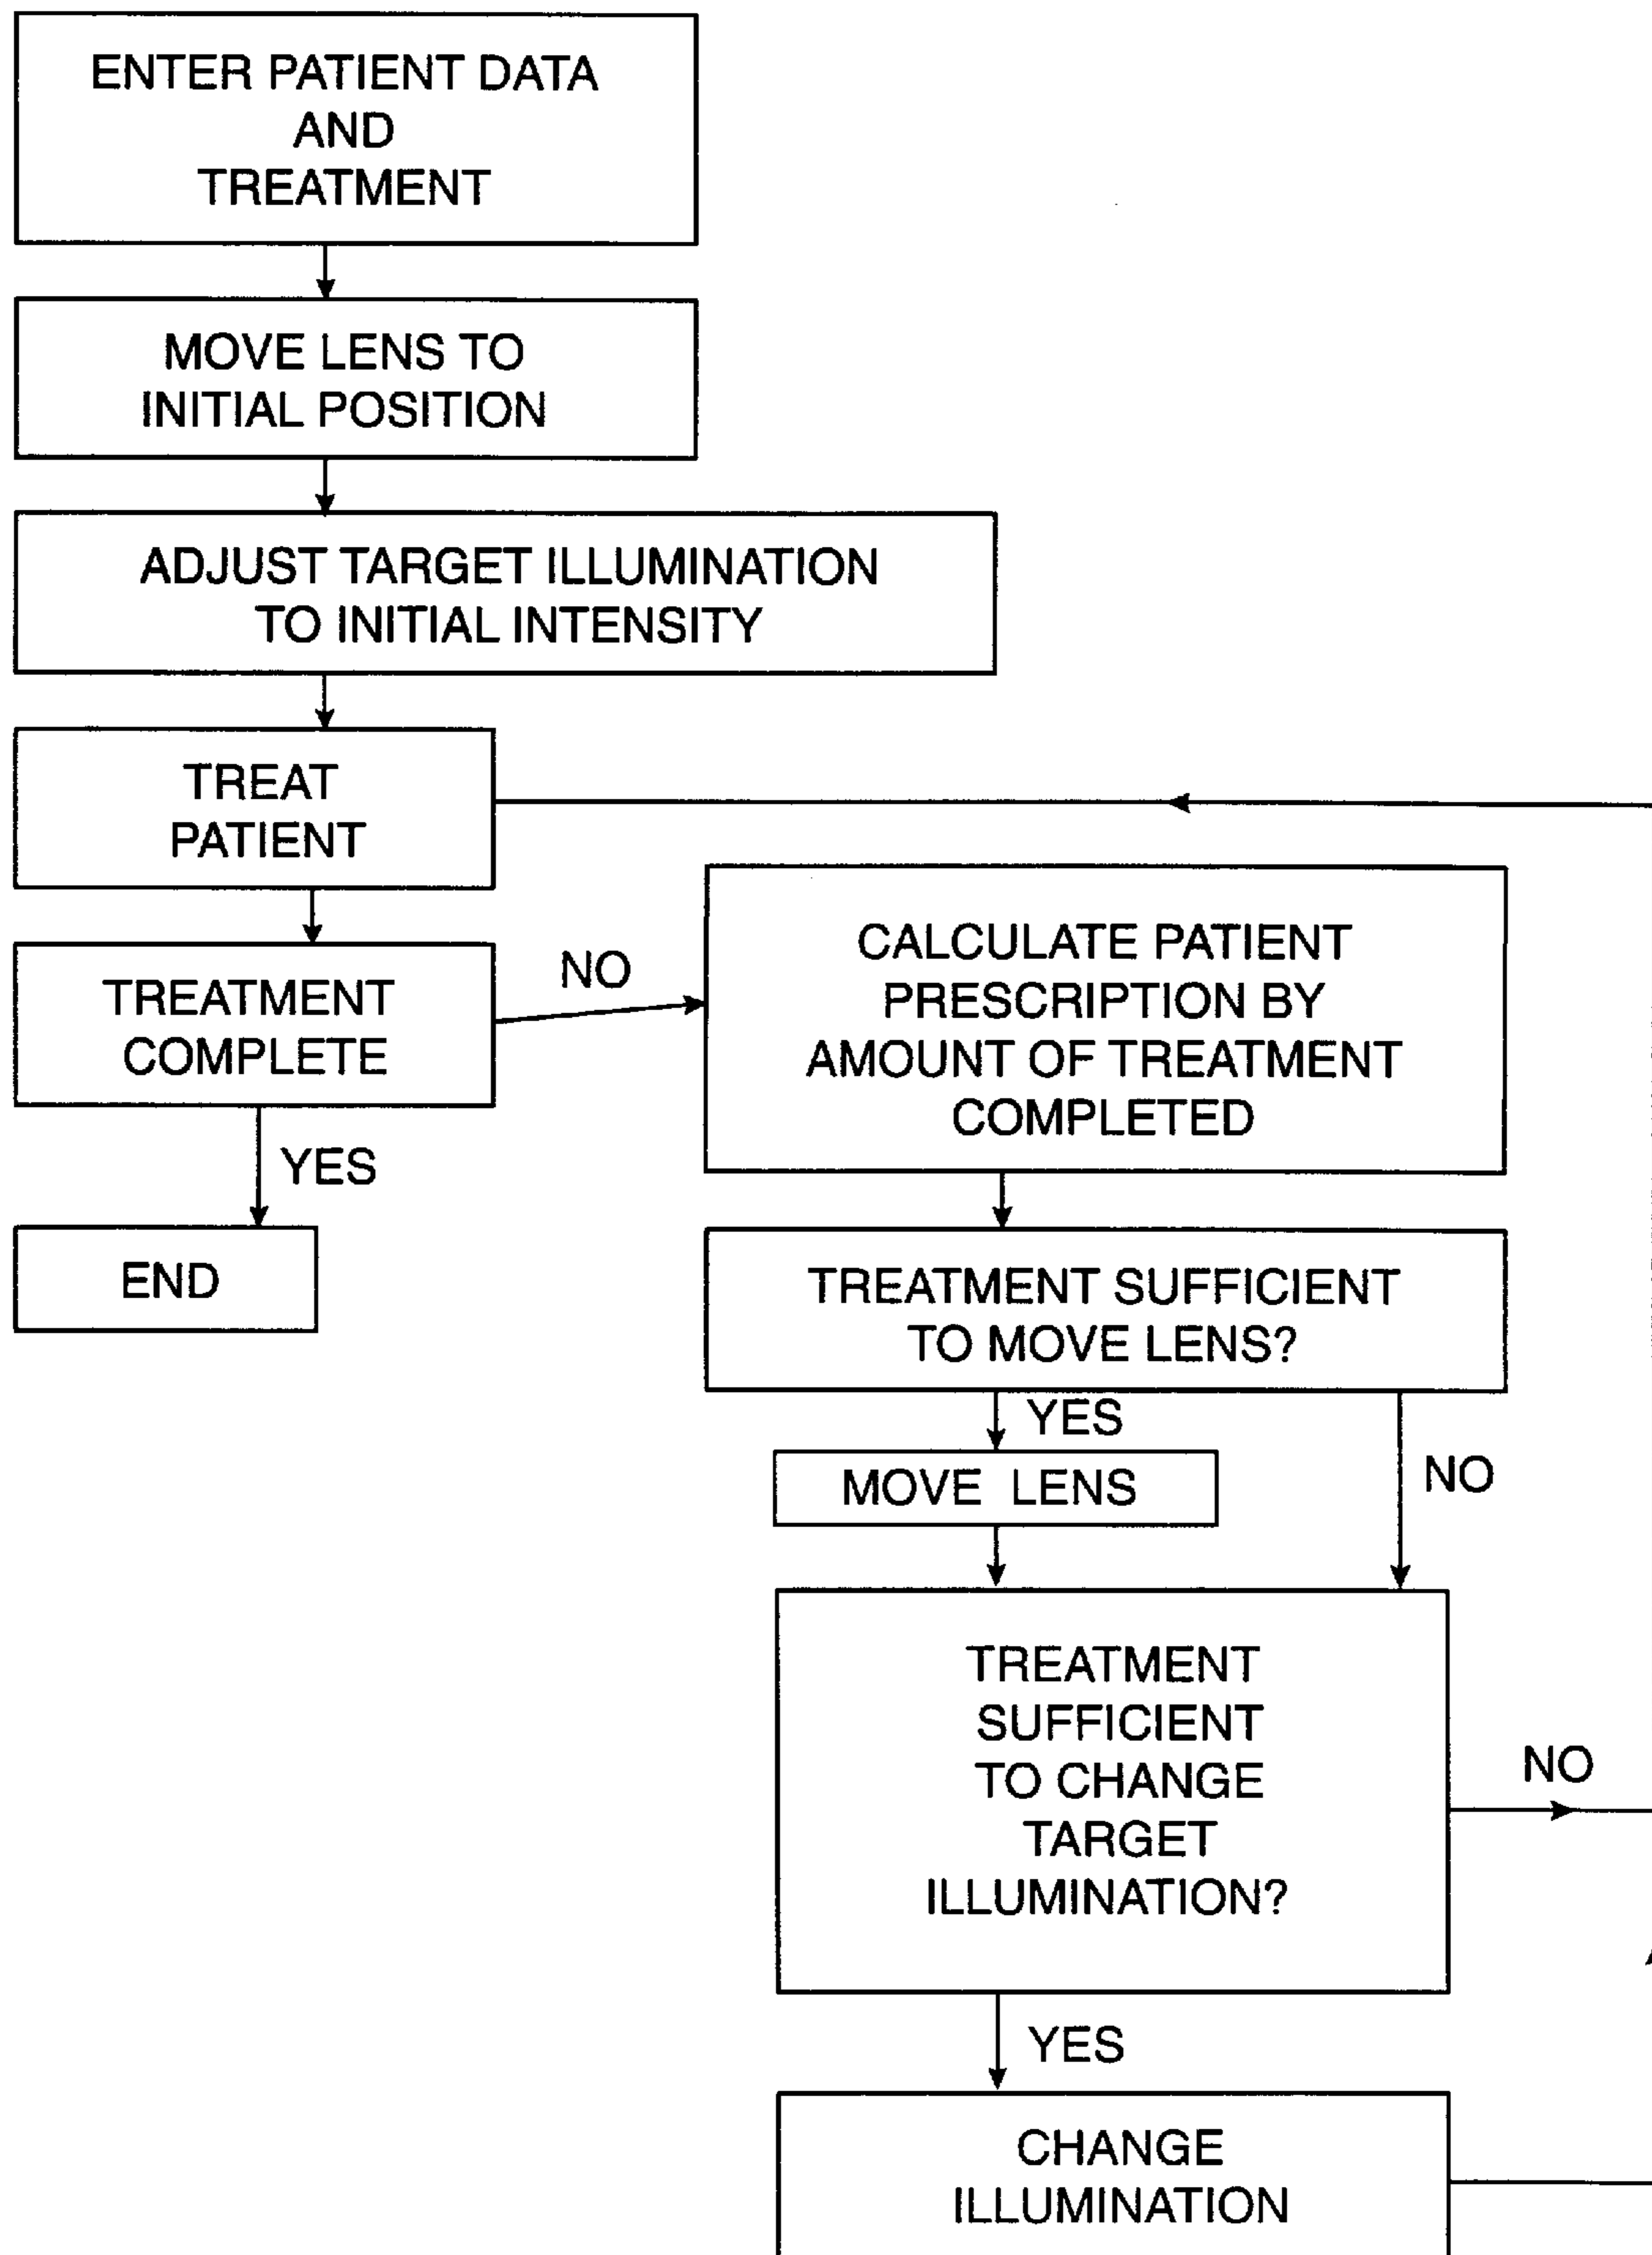 ENTER PATIENT DATA
AND
TREATMENT
MOVE LENS TO
INITIAL POSITION
ADJUST TARGET ILLUMINATION
TO INITIAL INTENSITY
TREAT
PATIENT
TREATMENT
COMPLETE
NO
YES
END
CALCULATE PATIENT
PRESCRIPTION BY
AMOUNT OF TREATMENT
COMPLETED
TREATMENT SUFFICIENT
TO MOVE LENS?
YES
NO
MOVE LENS
TREATMENT
SUFFICIENT
TO CHANGE
TARGET
ILLUMINATION?
NO
YES
CHANGE
ILLUMINATION